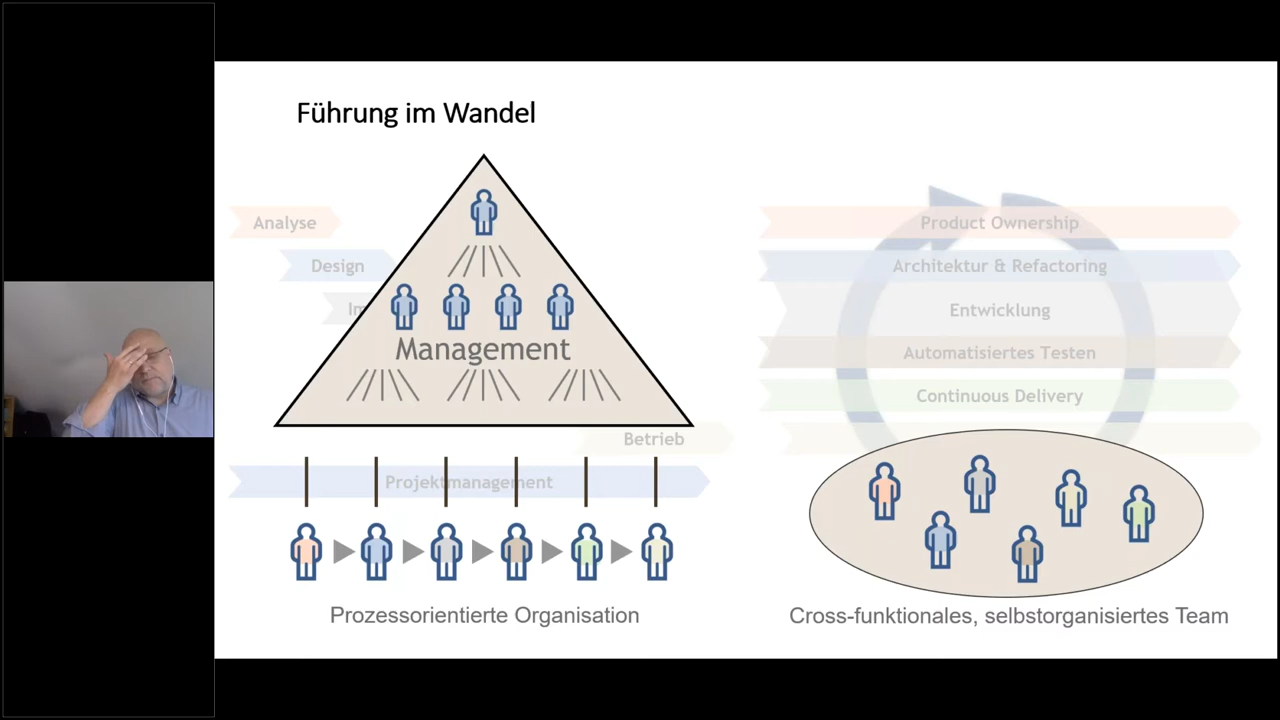 Führung im Wandel
Analyse
Design
Im
Management
Betrieb
Projektmanagement
Prozessorientierte Organisation
Product Ownership
Architektur & Refactoring
Entwicklung
Automatisiertes Testen
Continuous Delivery
Cross-funktionales, selbstorganisiertes Team